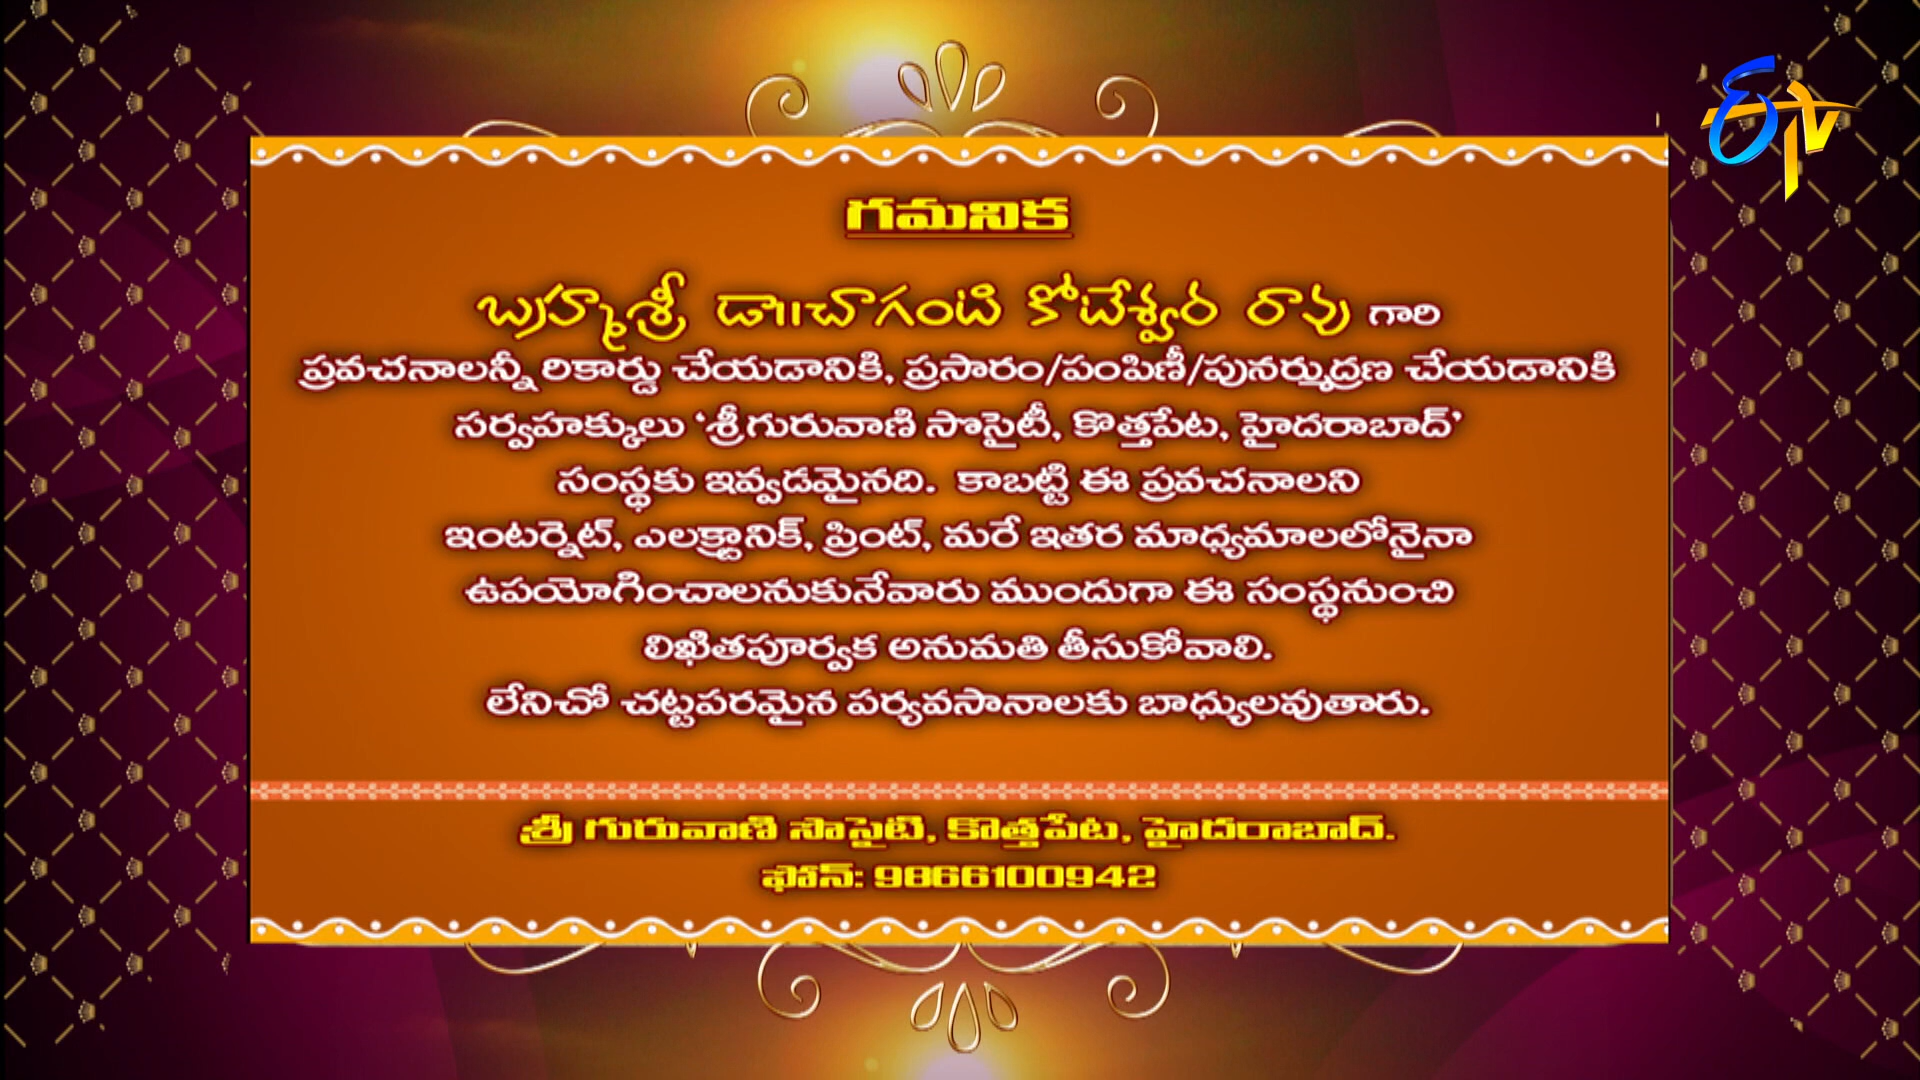 ఈtv
గమనిక
బ్రహ్మశ్రీ డా॥చాగంటి కోటేశ్వర రావు గారి
ప్రవచనాలన్నీ రికార్డు చేయడానికి, ప్రసారం/పంపిణీ/పునర్ముద్రణ చేయడానికి
సర్వహక్కులు 'శ్రీగురువాణి సొసైటీ, కొత్తపేట, హైదరాబాద్'
సంస్థకు ఇవ్వడమైనది. కాబట్టి ఈ ప్రవచనాలని
ఇంటర్నెట్, ఎలక్ట్రానిక్, ప్రింట్, మరే ఇతర మాధ్యమాలలోనైనా
ఉపయోగించాలనుకునేవారు ముందుగా ఈ సంస్థనుంచి
లిఖితపూర్వక అనుమతి తీసుకోవాలి.
లేనిచో చట్టపరమైన పర్యవసానాలకు బాధ్యులవుతారు.
శ్రీ గురువాణి సొసైటి, కొత్తపేట, హైదరాబాద్.
ఫోన్: 9866100942